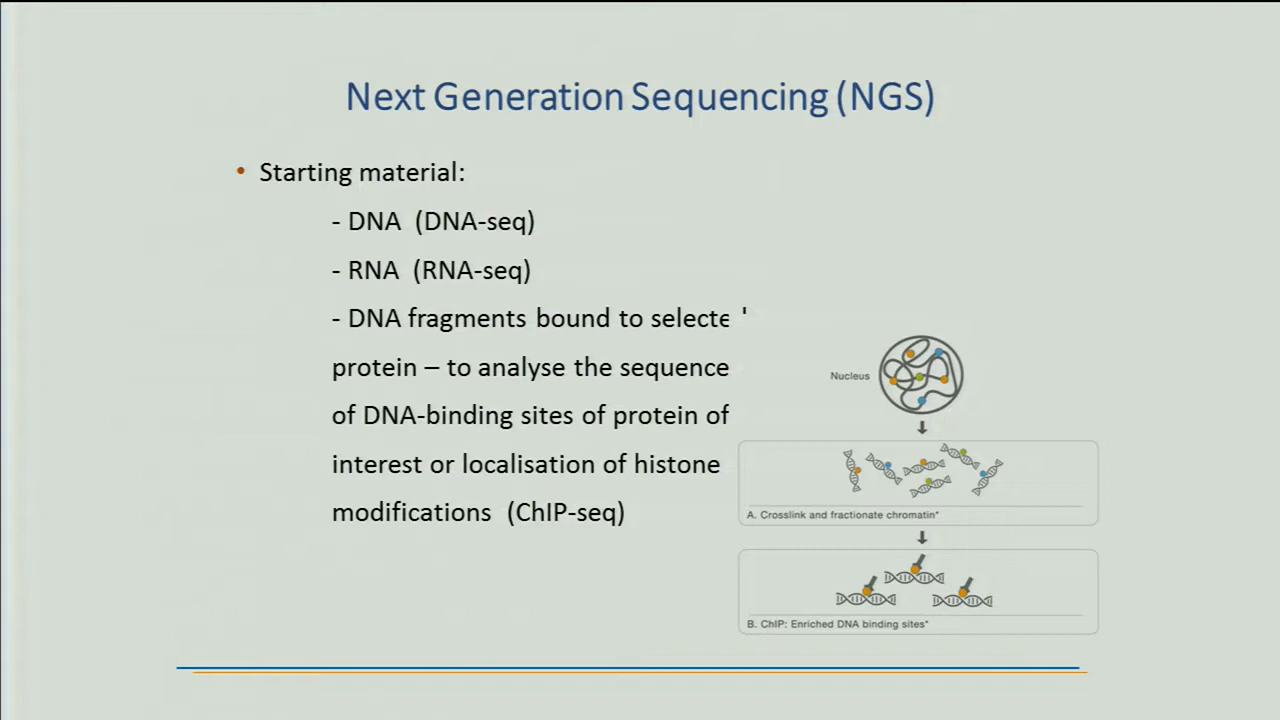 Next Generation Sequencing (NGS)
• Starting material:
- DNA (DNA-seq)
- RNA (RNA-seq)
- DNA fragments bound to selecte
protein – to analyse the sequence
of DNA-binding sites of protein of
interest or localisation of histone
modifications (ChIP-seq)
Nucleus
A. Crosslink and fractionate chromatin*
B. ChIP: Enriched DNA binding sites*